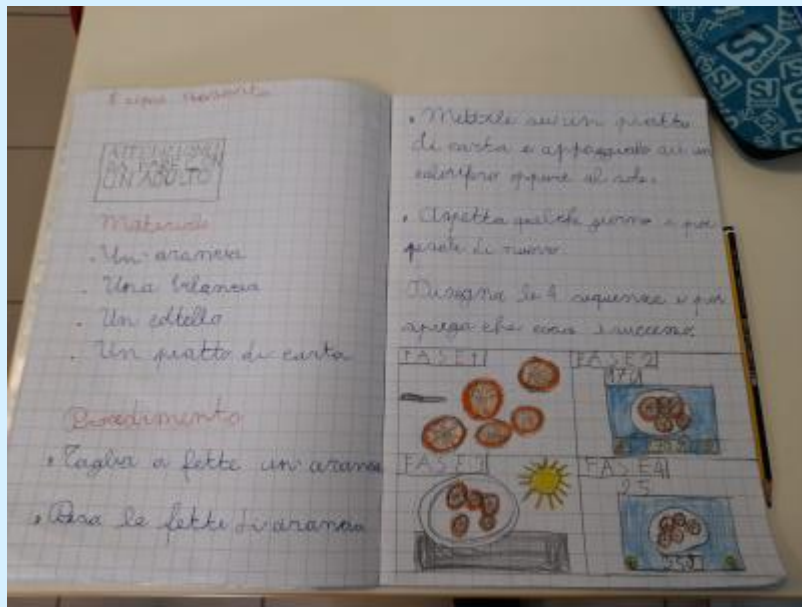 ATTENZIONE
UN ADULTO
Materiale
. Un arancia
. Una bilancia
. Un coltello
. Un piatto di carta
Procedimento
. Taglia a fette un'arancia
. Pesa le fette di arancia
. Mettile su un piatto
di carta e appoggialo su un
calorifero oppure al sole.
. Aspetta qualche giorno e poi
pesale di nuovo.
Disegna le 4 sequenze e poi
spiega che cosa è successo.
FASE 1
FASE 2
FASE 3
FASE 4
SJ